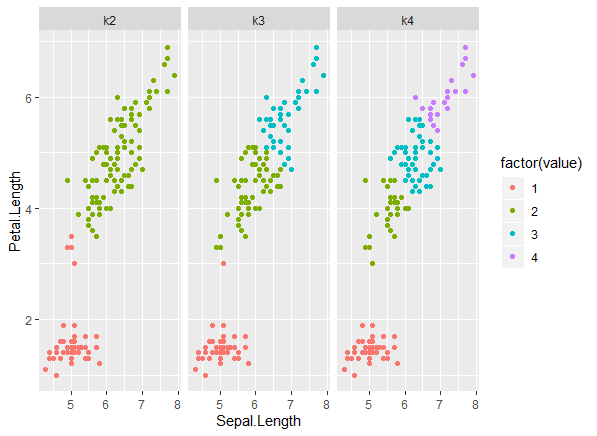 k2 k3 k4
Petal.Length
6
4
2
5 6 7 8 5 6 7 8 5 6 7 8
Sepal.Length
factor(value)
1
2
3
4